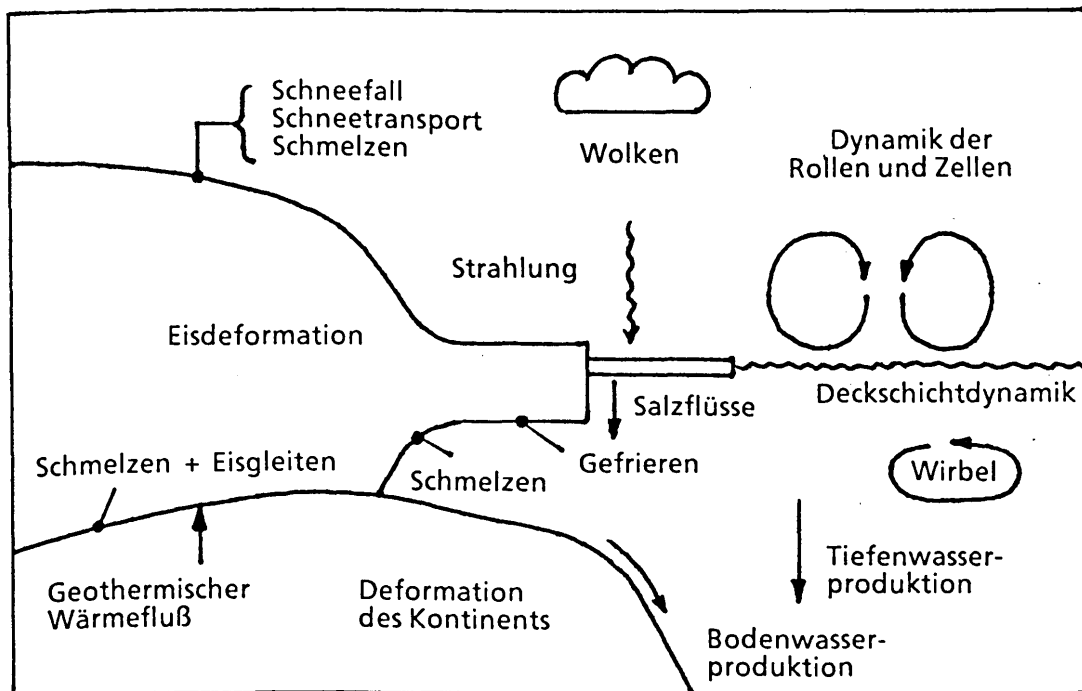 Schneefall
Schneetransport
Schmelzen
Wolken
Dynamik der
Rollen und Zellen
Strahlung
Eisdeformation
Deckschichtdynamik
Salzflüsse
Gefrieren
Schmelzen
Schmelzen + Eisgleiten
Wirbel
Geothermischer
Wärmefluß
Deformation
des Kontinents
Tiefenwasser-
produktion
Bodenwasser-
produktion